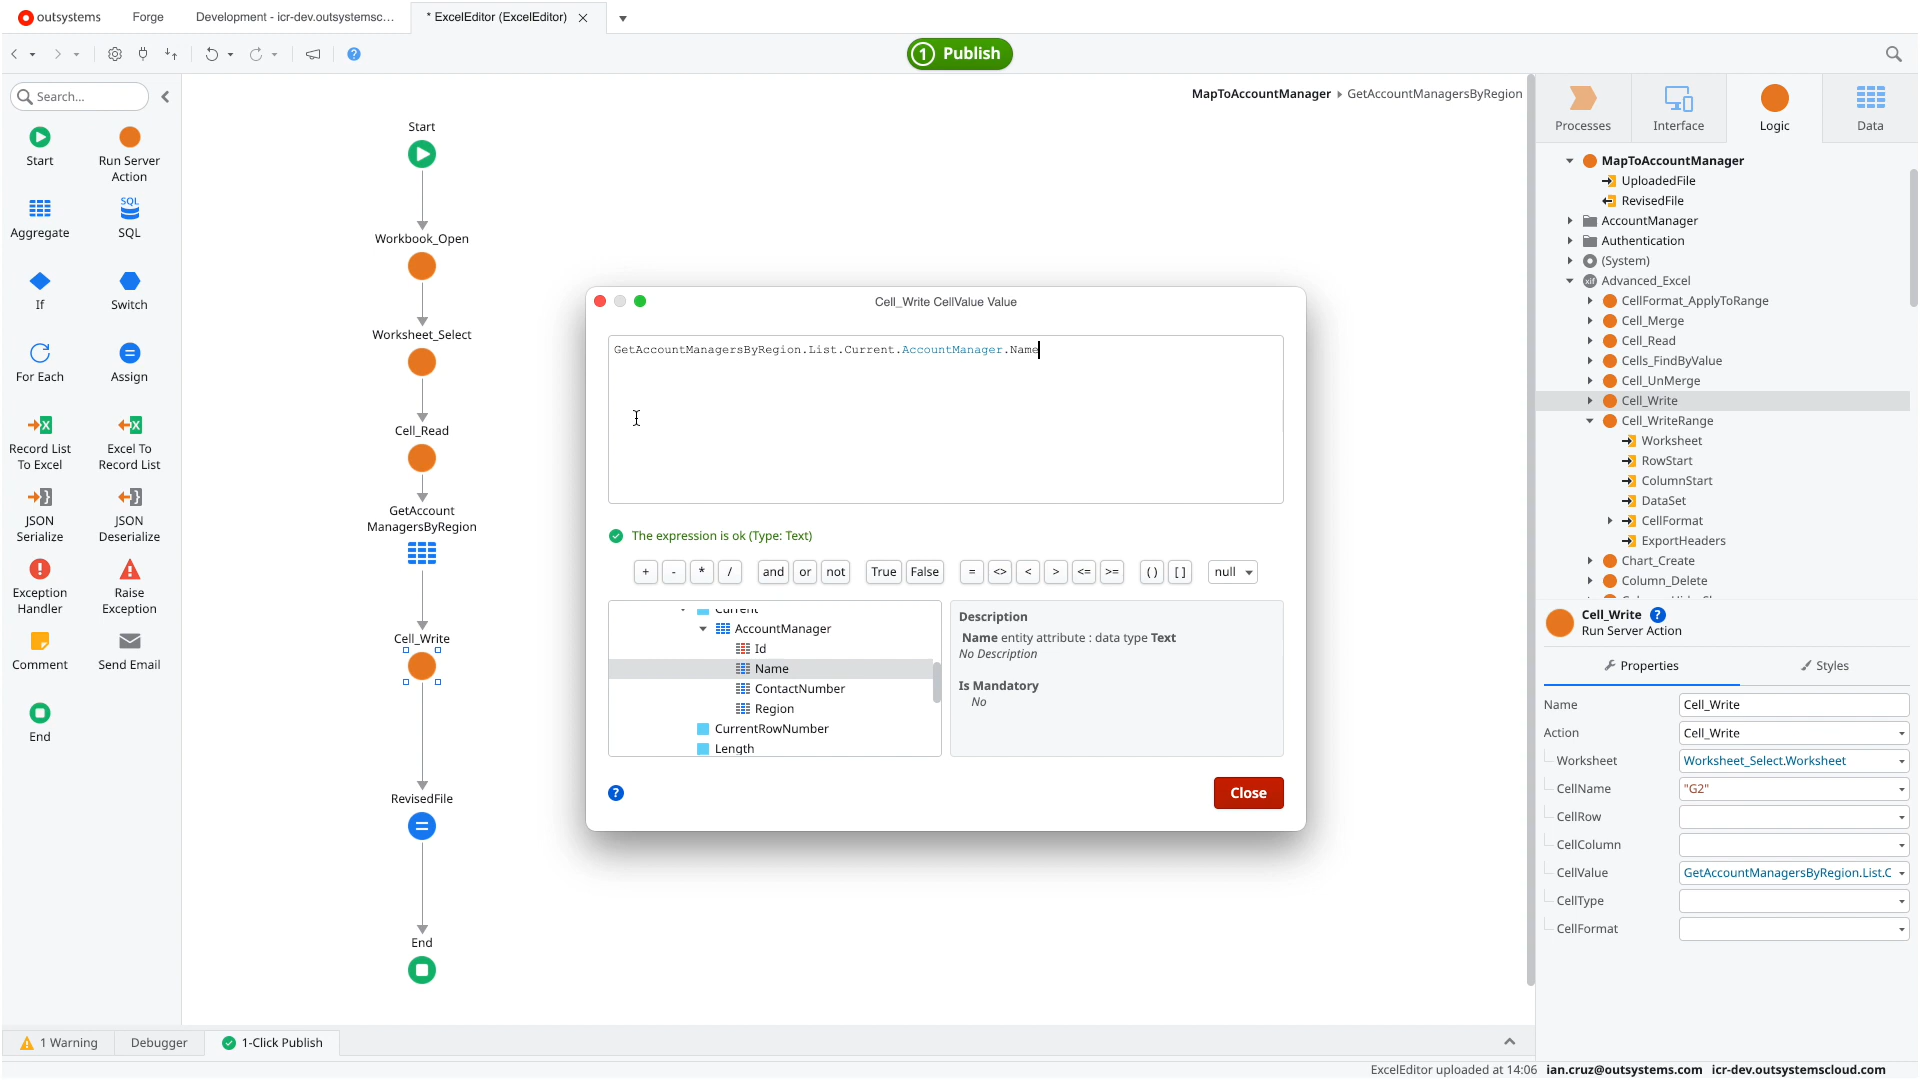 outsystems
Forge
Development - icr-dev.outsystemsc...
* ExcelEditor (ExcelEditor)
1 Publish
Search...
Start
Run Server Action
Aggregate
SQL
SQL
If
Switch
For Each
Assign
Record List To Excel
Excel To Record List
JSON Serialize
JSON Deserialize
Exception Handler
Raise Exception
Comment
Send Email
End
MapToAccountManager
GetAccountManagersByRegion
Start
Workbook_Open
Worksheet_Select
Cell_Read
GetAccount
ManagersByRegion
Cell_Write
RevisedFile
End
Cell_Write CellValue Value
GetAccountManagersByRegion.List.Current.AccountManager.Name
The expression is ok (Type: Text)
+ - * / and or not True False = <> < > <= >= ( ) [ ] null
Current
AccountManager
Id
Name
ContactNumber
Region
CurrentRowNumber
Length
Description
Name entity attribute : data type Text
No Description
Is Mandatory
No
?
Close
Processes
Interface
Logic
Data
MapToAccountManager
UploadedFile
RevisedFile
AccountManager
Authentication
(System)
xif Advanced_Excel
CellFormat_ApplyToRange
Cell_Merge
Cell_Read
Cells_FindByValue
Cell_UnMerge
Cell_Write
Cell_WriteRange
Worksheet
RowStart
ColumnStart
DataSet
CellFormat
ExportHeaders
Chart_Create
Column_Delete
Cell_Write ?
Run Server Action
Properties
Styles
Name Cell_Write
Action Cell_Write
Worksheet Worksheet_Select.Worksheet
CellName "G2"
CellRow
CellColumn
CellValue GetAccountManagersByRegion.List.C
CellType
CellFormat
1 Warning
Debugger
1-Click Publish
ExcelEditor uploaded at 14:06 ian.cruz@outsystems.com icr-dev.outsystemscloud.com